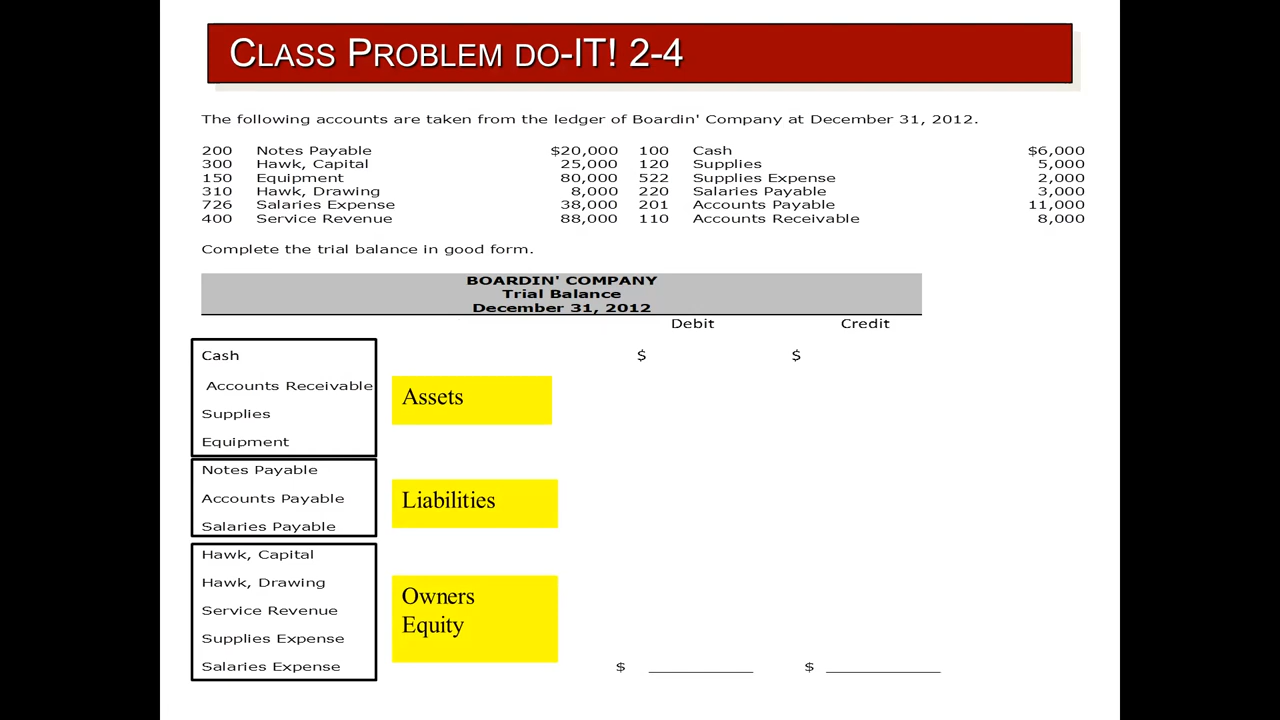 CLASS PROBLEM DO-IT! 2-4
The following accounts are taken from the ledger of Boardin' Company at December 31, 2012.
200 Notes Payable $20,000 100 Cash $6,000
300 Hawk, Capital 25,000 120 Supplies 5,000
150 Equipment 80,000 522 Supplies Expense 2,000
310 Hawk, Drawing 8,000 220 Salaries Payable 3,000
726 Salaries Expense 38,000 201 Accounts Payable 11,000
400 Service Revenue 88,000 110 Accounts Receivable 8,000
Complete the trial balance in good form.
BOARDIN' COMPANY
Trial Balance
December 31, 2012
Debit Credit
Cash $ $
Accounts Receivable
Assets
Supplies
Equipment
Notes Payable
Accounts Payable
Liabilities
Salaries Payable
Hawk, Capital
Hawk, Drawing
Owners
Service Revenue
Equity
Supplies Expense
Salaries Expense $ $